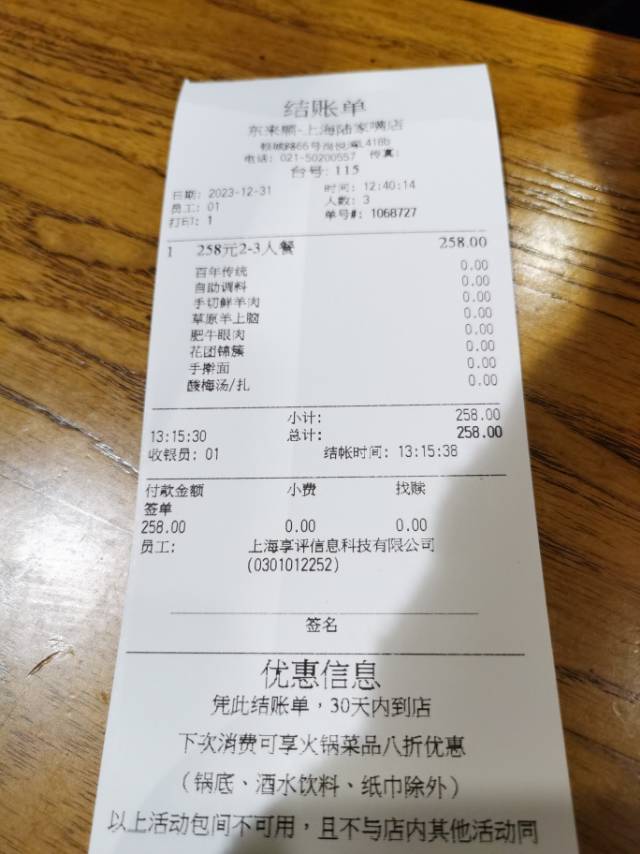 结账单
东来顺-上海陆家嘴店
418b
电话: 021-50200557 传真:
台号: 115
日期: 2023-12-31 时间: 12:40:14
员工: 01 人数: 3
打印: 1 单号#: 1068727
1 258元2-3人餐 258.00
百年传统 0.00
自助调料 0.00
手切鲜羊肉 0.00
草原羊上脑 0.00
肥牛眼肉 0.00
花团锦簇 0.00
手擀面 0.00
酸梅汤/扎 0.00
小计: 258.00
13:15:30 总计: 258.00
收银员: 01 结帐时间: 13:15:38
付款金额 小费 找赎
签单
258.00 0.00 0.00
员工: 上海享评信息科技有限公司
(0301012252)
签名
优惠信息
凭此结账单，30天内到店
下次消费可享火锅菜品八折优惠
（锅底、酒水饮料、纸巾除外）
以上活动包间不可用，且不与店内其他活动同